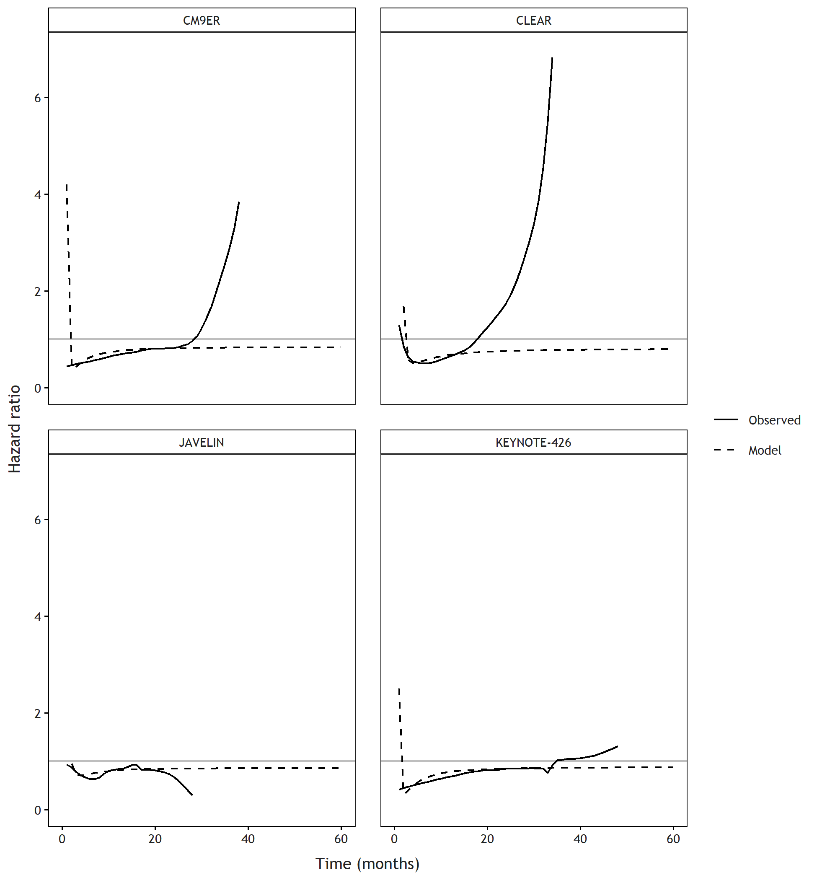 CM9ER
CLEAR
6
4
2
0
JAVELIN
KEYNOTE-426
6
4
2
0
0
20
40
60
0
20
40
60
Hazard ratio
Time (months)
Observed
Model